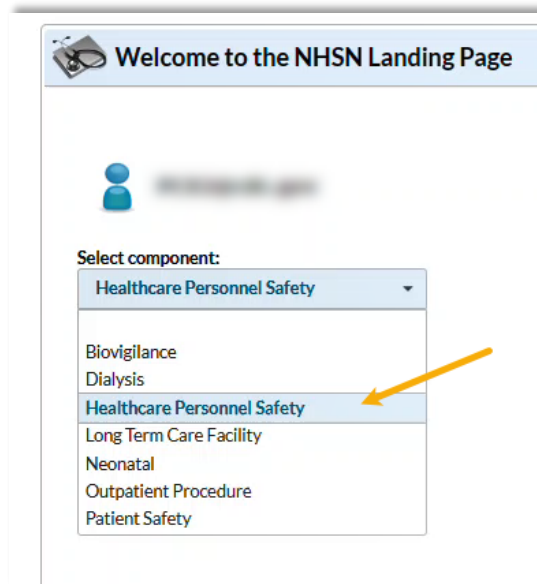 Welcome to the NHSN Landing Page
Select component:
Healthcare Personnel Safety
Biovigilance
Dialysis
Healthcare Personnel Safety
Long Term Care Facility
Neonatal
Outpatient Procedure
Patient Safety